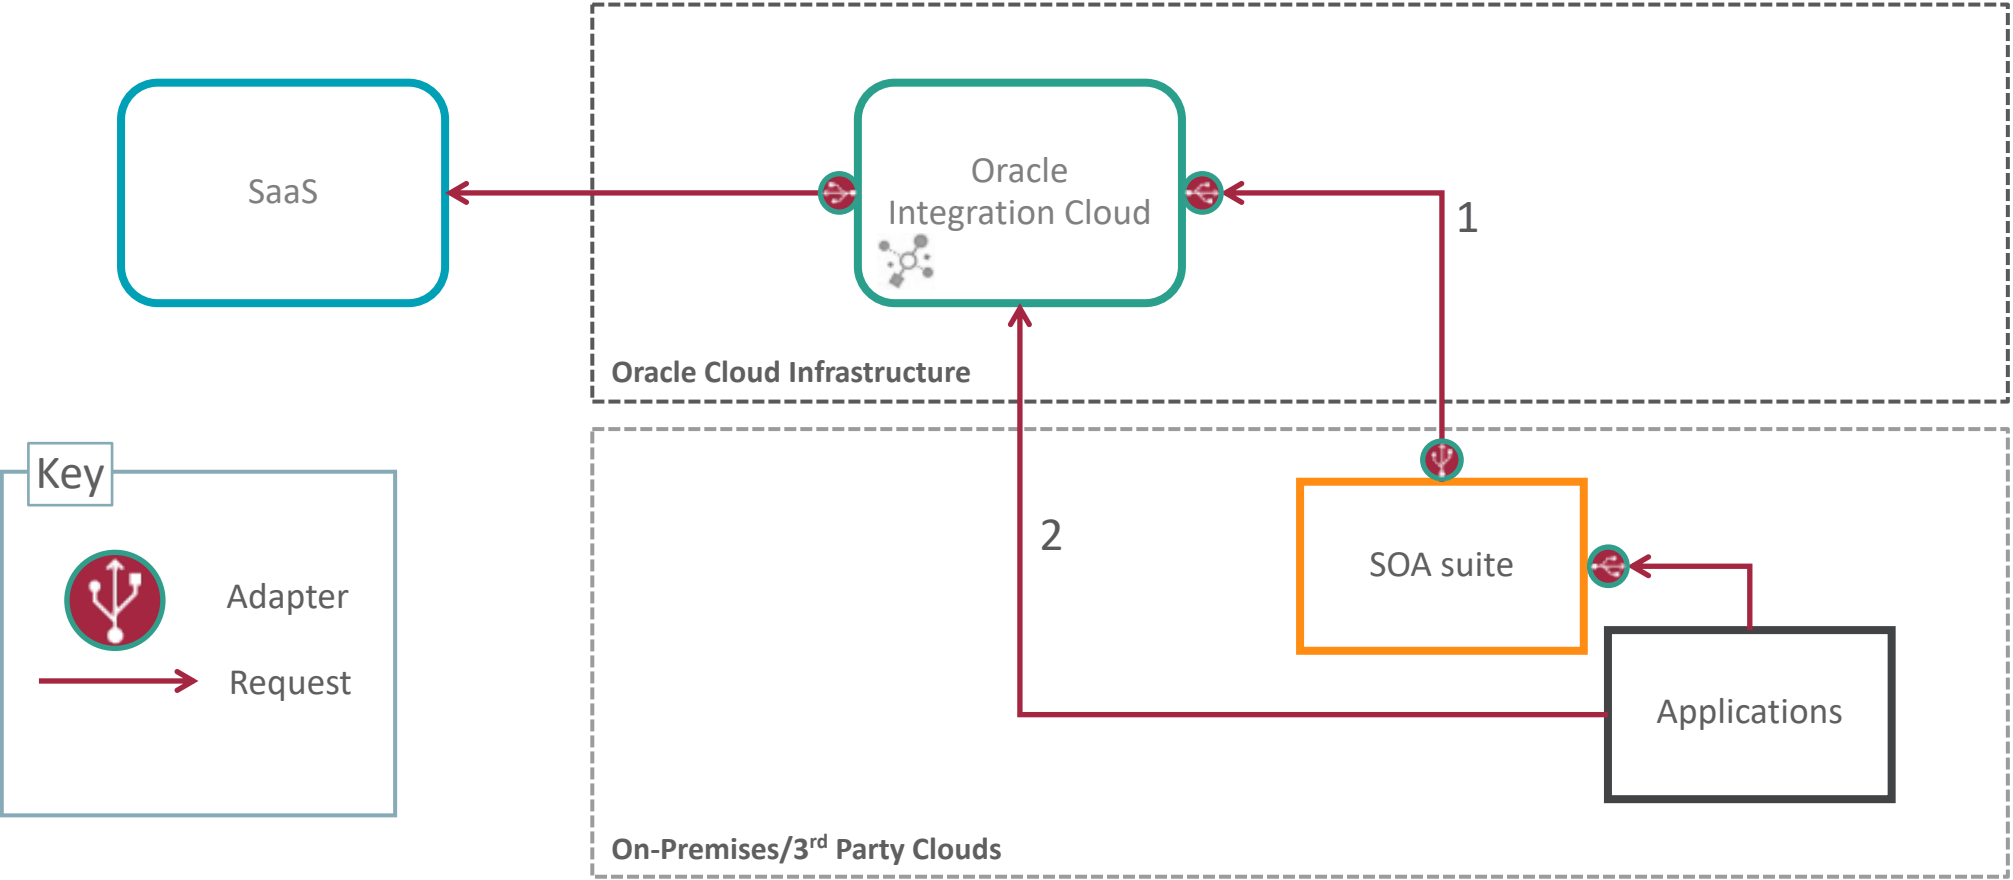 SaaS
Oracle
Integration Cloud
1
Oracle Cloud Infrastructure
Key
Adapter
Request
2
SOA suite
Applications
On-Premises/3rd Party Clouds